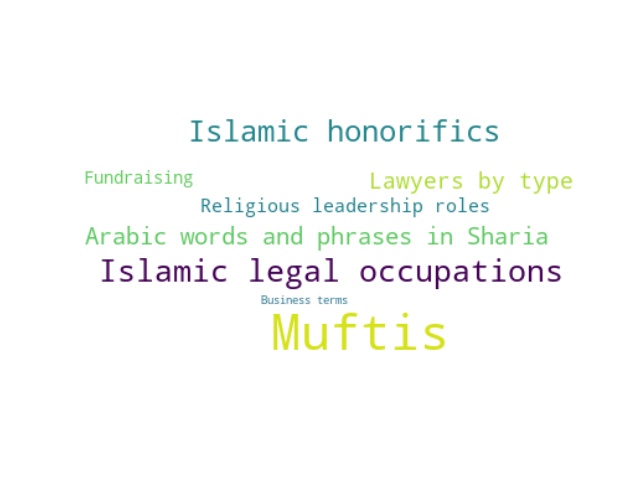 Islamic honorifics
Fundraising
Lawyers by type
Religious leadership roles
Arabic words and phrases in Sharia
Islamic legal occupations
Business terms
Muftis